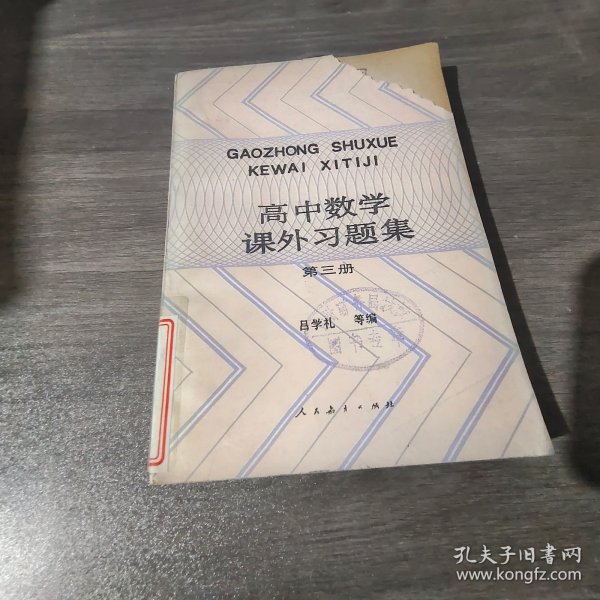 GAOZHONG SHUXUE
KEWAI XITIJI
高中数学
课外习题集
第三册
吕学礼 等编
人民教育出版社
孔夫子旧书网
www.kongfz.com